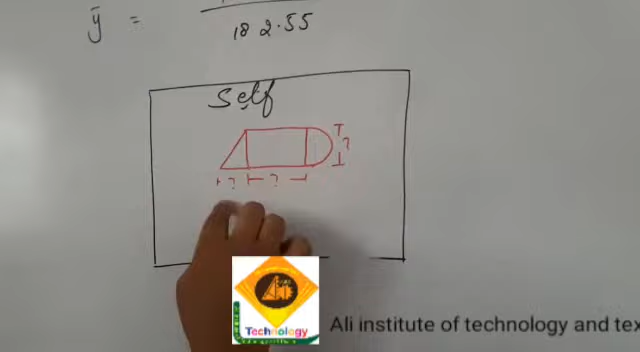 ȳ =
182.55
Self
? ? ?
Technology
Ali institute of technology and tex